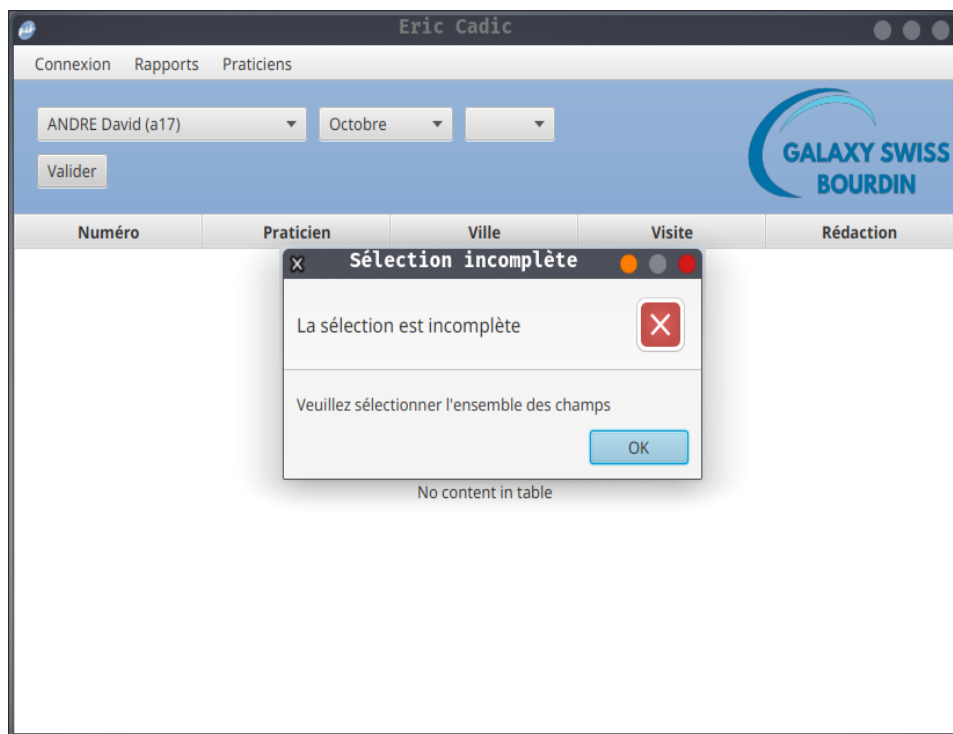 Eric Cadic
Connexion Rapports Praticiens
ANDRE David (a17) Octobre
Valider
GALAXY SWISS
BOURDIN
Numéro Praticien Ville Visite Rédaction
Sélection incomplète
La sélection est incomplète
Veuillez sélectionner l'ensemble des champs
OK
No content in table